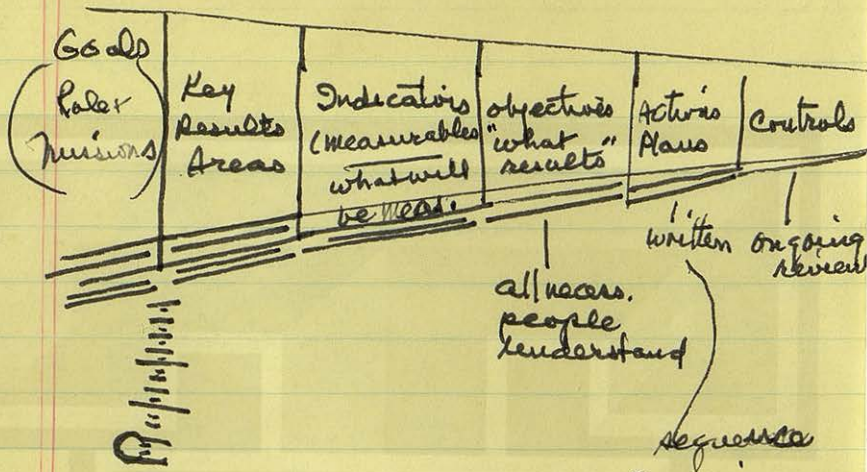 Goals
Roles
Missions
Key
Results
Areas
Indicators
(measurables
what will
be meas.
objectives
"what
results"
Actions
Plans
Controls
all necess.
people
understand
written
ongoing
review
sequence